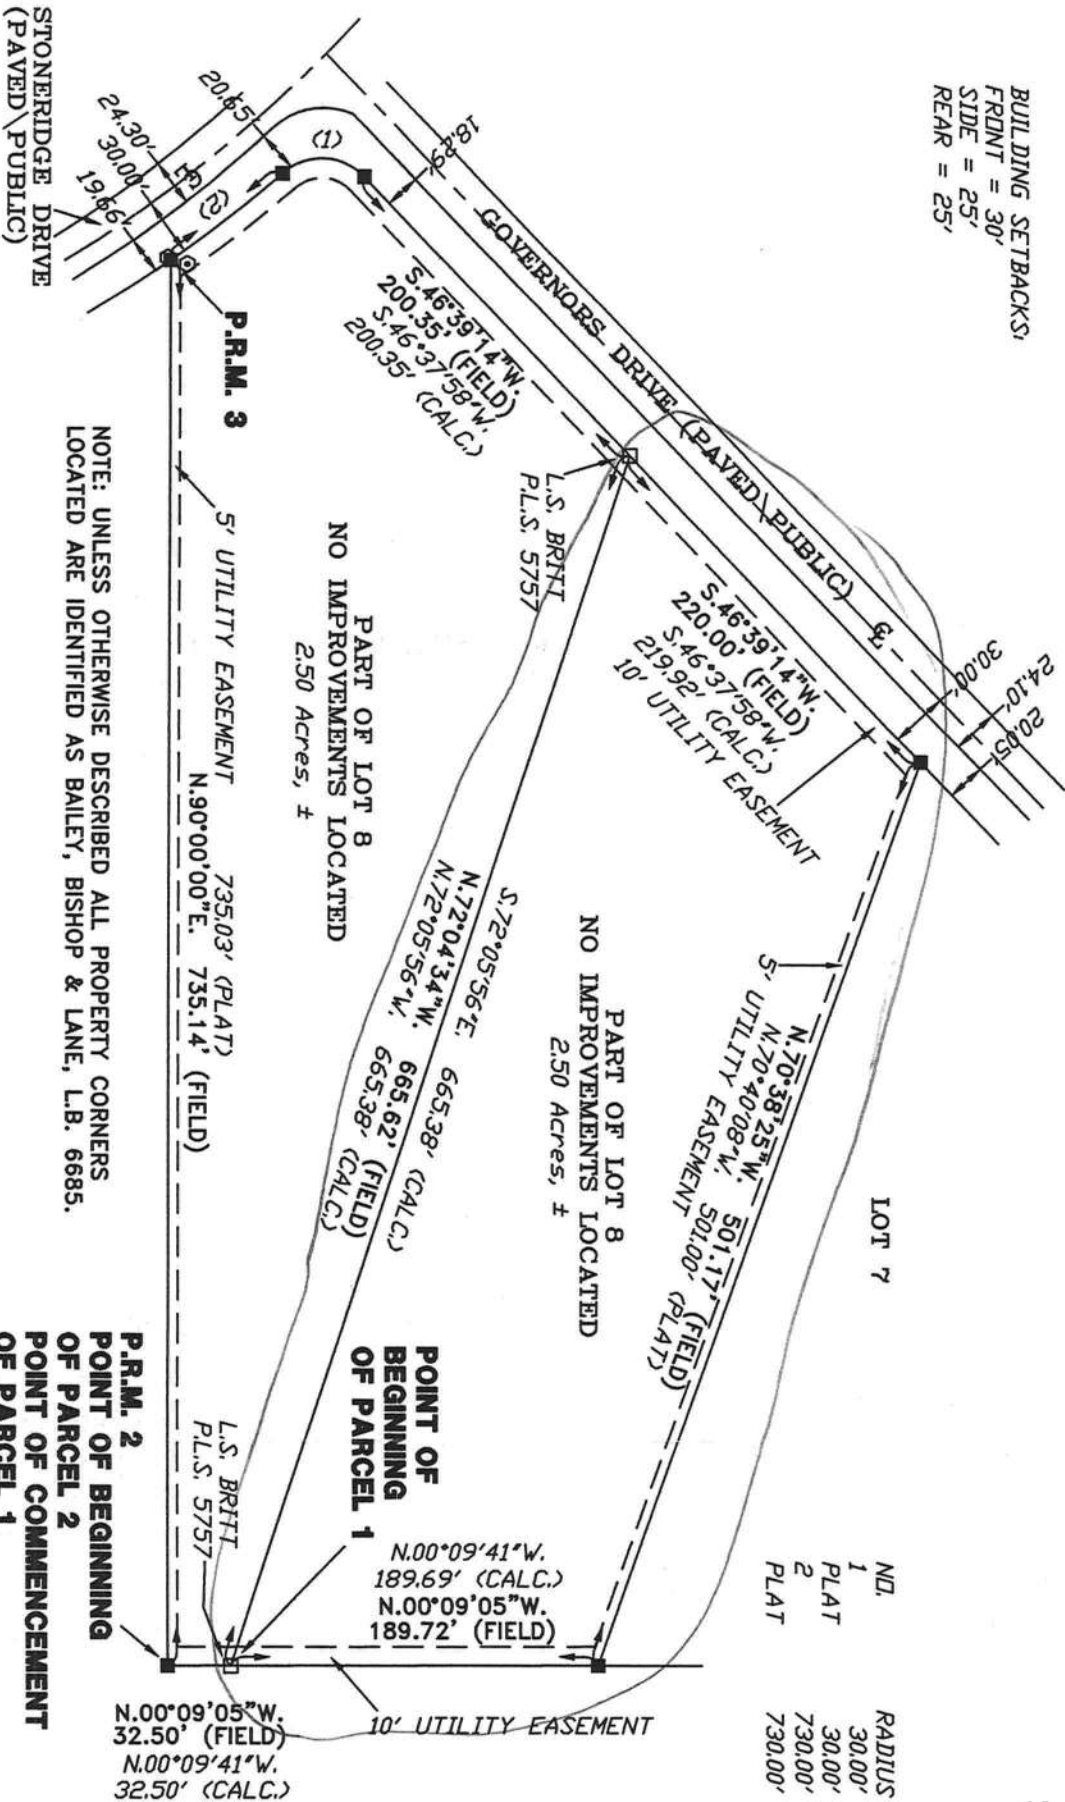 BUILDING SETBACKS:
FRONT = 30'
SIDE = 25'
REAR = 25'
NO. RADIUS
1 30.00'
PLAT 30.00'
2 730.00'
PLAT 730.00'
LOT 7
24.10'
30.00'
20.05'
GOVERNORS DRIVE (PAVED\PUBLIC) ℄
18.29'
S.46°39'14"W.
220.00' (FIELD)
S.46°37'58"W.
219.92' (CALC.)
10' UTILITY EASEMENT
N.70°38'25"W. 501.17' (FIELD)
N.70°40'08"W. 501.00' (PLAT)
5' UTILITY EASEMENT
PART OF LOT 8
NO IMPROVEMENTS LOCATED
2.50 Acres, ±
L.S. BRITT
P.L.S. 5757
S.46°39'14"W.
200.35' (FIELD)
S.46°37'58"W.
200.35' (CALC.)
S.72°05'56"E. 665.38' (CALC.)
N.72°04'34"W. 665.62' (FIELD)
N.72°05'56"W. 665.38' (CALC.)
PART OF LOT 8
NO IMPROVEMENTS LOCATED
2.50 Acres, ±
POINT OF
BEGINNING
OF PARCEL 1
N.00°09'41"W.
189.69' (CALC.)
N.00°09'05"W.
189.72' (FIELD)
10' UTILITY EASEMENT
L.S. BRITT
P.L.S. 5757
N.00°09'05"W.
32.50' (FIELD)
N.00°09'41"W.
32.50' (CALC.)
(1)
20.65'
(2)
℄
24.30'
30.00'
19.66'
P.R.M. 3
5' UTILITY EASEMENT
735.03' (PLAT)
N.90°00'00"E. 735.14' (FIELD)
STONERIDGE DRIVE
(PAVED\PUBLIC)
NOTE: UNLESS OTHERWISE DESCRIBED ALL PROPERTY CORNERS
LOCATED ARE IDENTIFIED AS BAILEY, BISHOP & LANE, L.B. 6685.
P.R.M. 2
POINT OF BEGINNING
OF PARCEL 2
POINT OF COMMENCEMENT
OF PARCEL 1